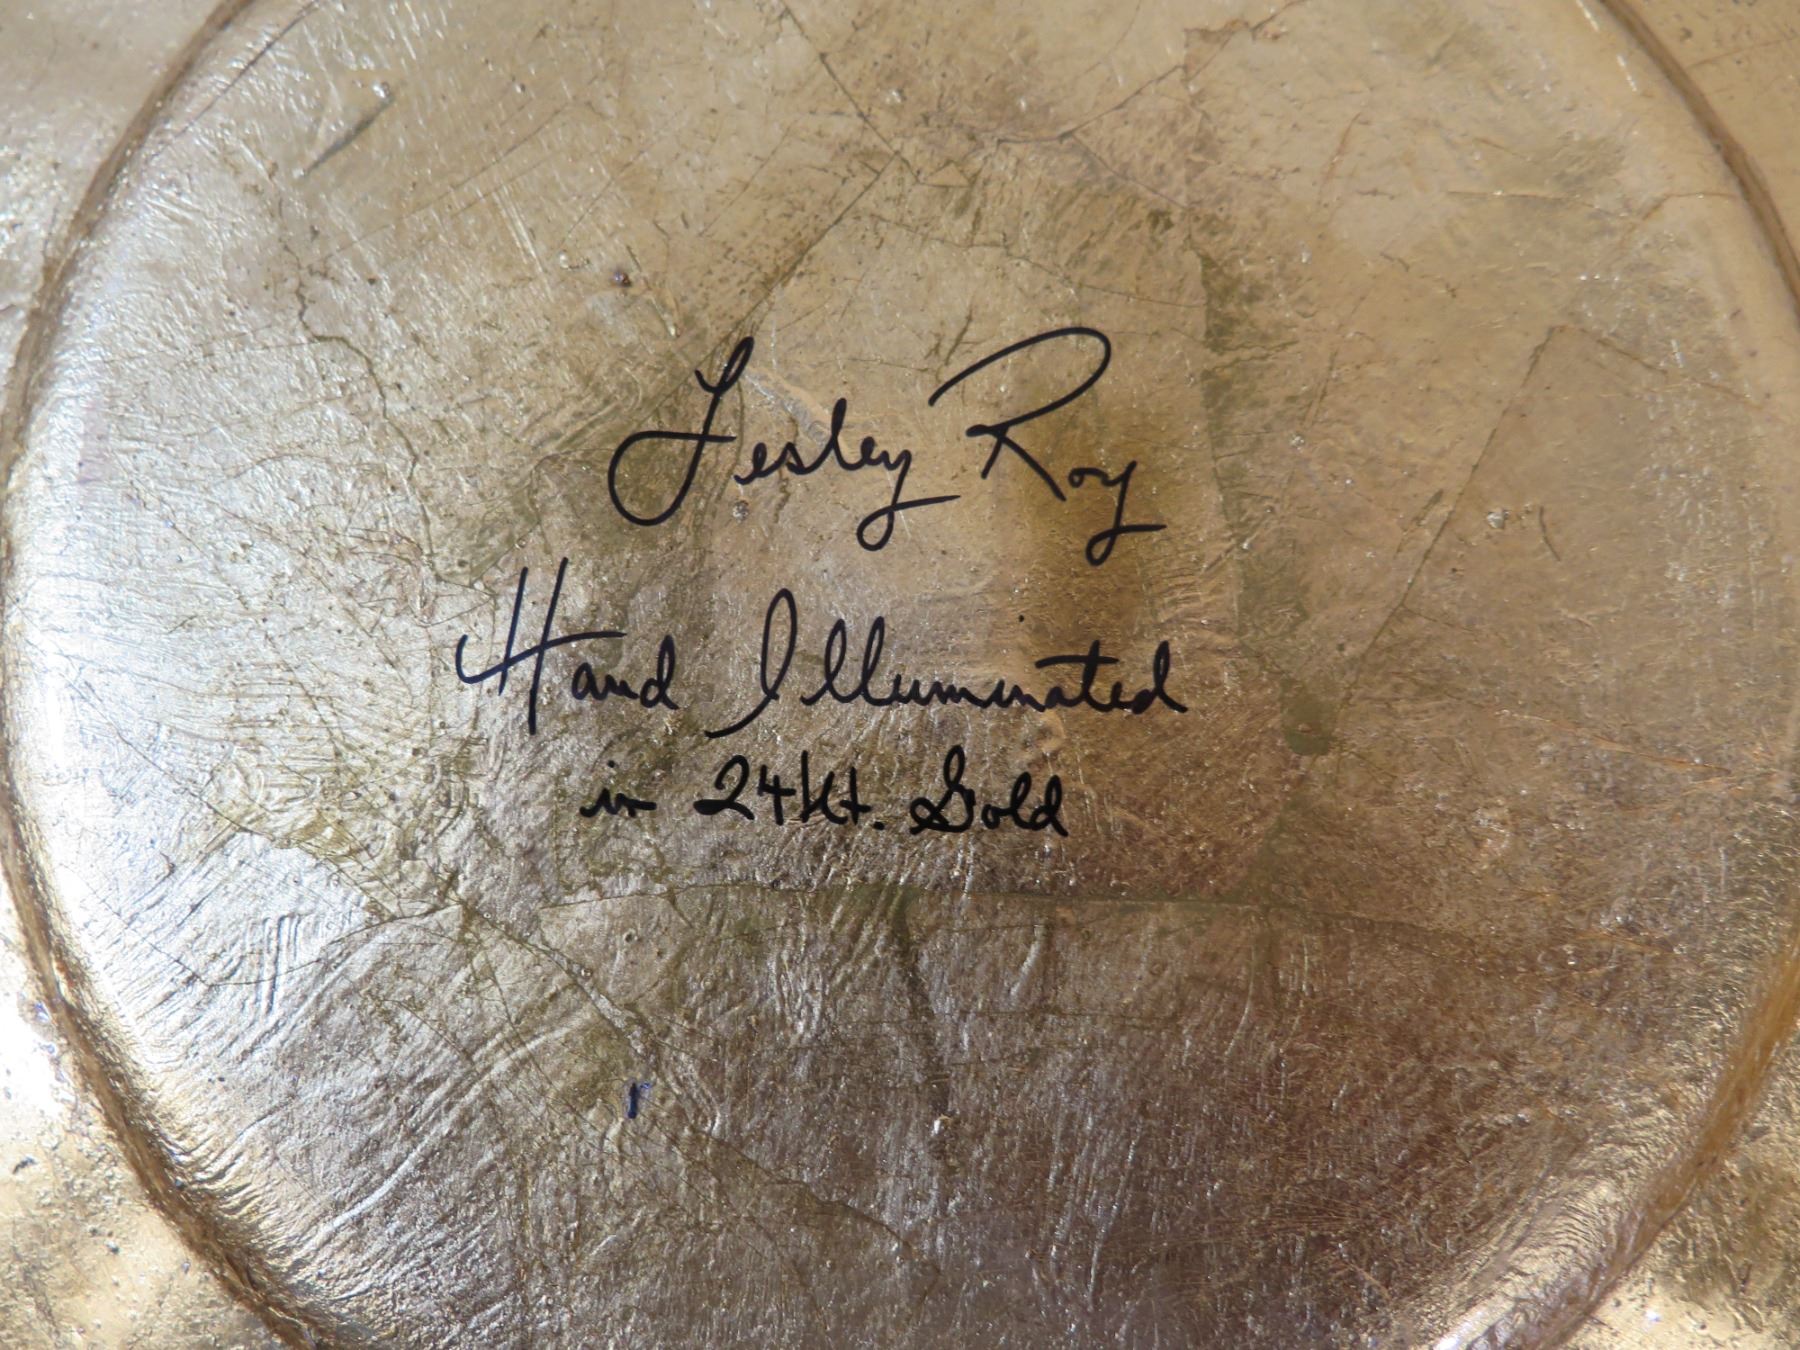 Lesley Roy
Hand Illuminated
in 24Kt. Gold